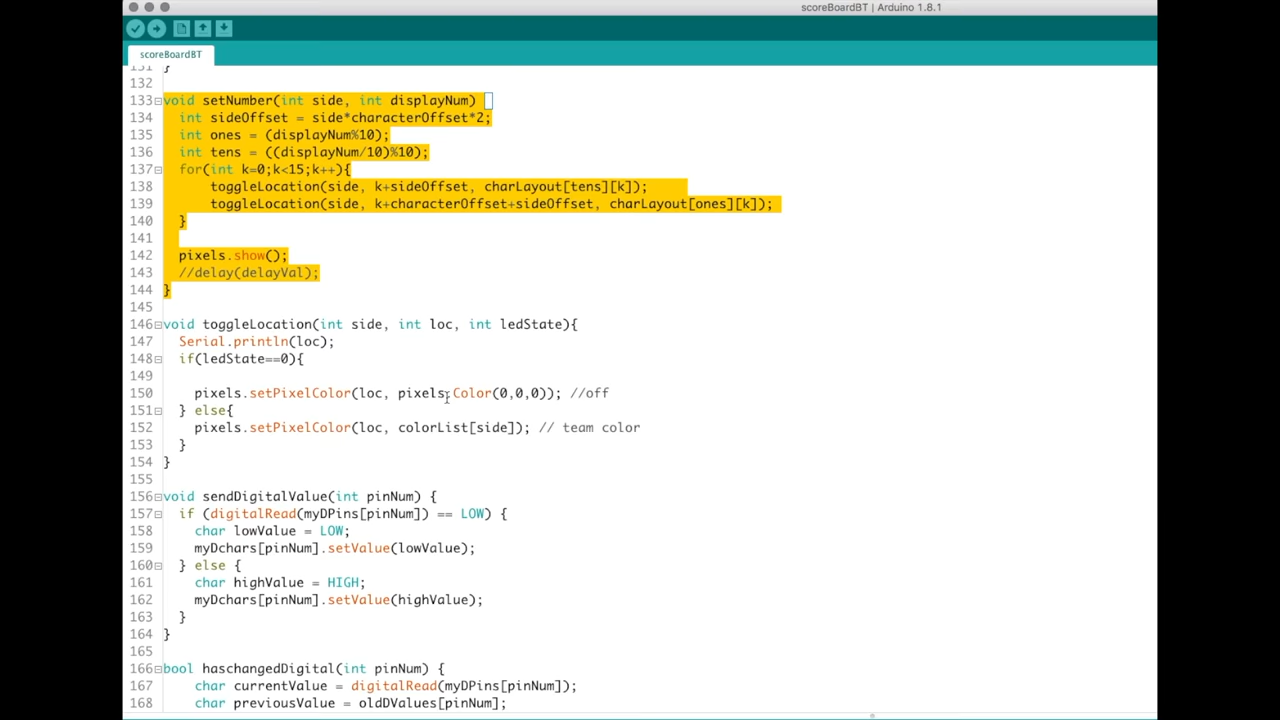 scoreBoardBT | Arduino 1.8.1
scoreBoardBT
131 }
132
133 void setNumber(int side, int displayNum) {
134 int sideOffset = side*characterOffset*2;
135 int ones = (displayNum%10);
136 int tens = ((displayNum/10)%10);
137 for(int k=0;k<15;k++){
138 toggleLocation(side, k+sideOffset, charLayout[tens][k]);
139 toggleLocation(side, k+characterOffset+sideOffset, charLayout[ones][k]);
140 }
141
142 pixels.show();
143 //delay(delayVal);
144 }
145
146 void toggleLocation(int side, int loc, int ledState){
147 Serial.println(loc);
148 if(ledState==0){
149
150 pixels.setPixelColor(loc, pixels.Color(0,0,0)); //off
151 } else{
152 pixels.setPixelColor(loc, colorList[side]); // team color
153 }
154 }
155
156 void sendDigitalValue(int pinNum) {
157 if (digitalRead(myDPins[pinNum]) == LOW) {
158 char lowValue = LOW;
159 myDchars[pinNum].setValue(lowValue);
160 } else {
161 char highValue = HIGH;
162 myDchars[pinNum].setValue(highValue);
163 }
164 }
165
166 bool haschangedDigital(int pinNum) {
167 char currentValue = digitalRead(myDPins[pinNum]);
168 char previousValue = oldDValues[pinNum];